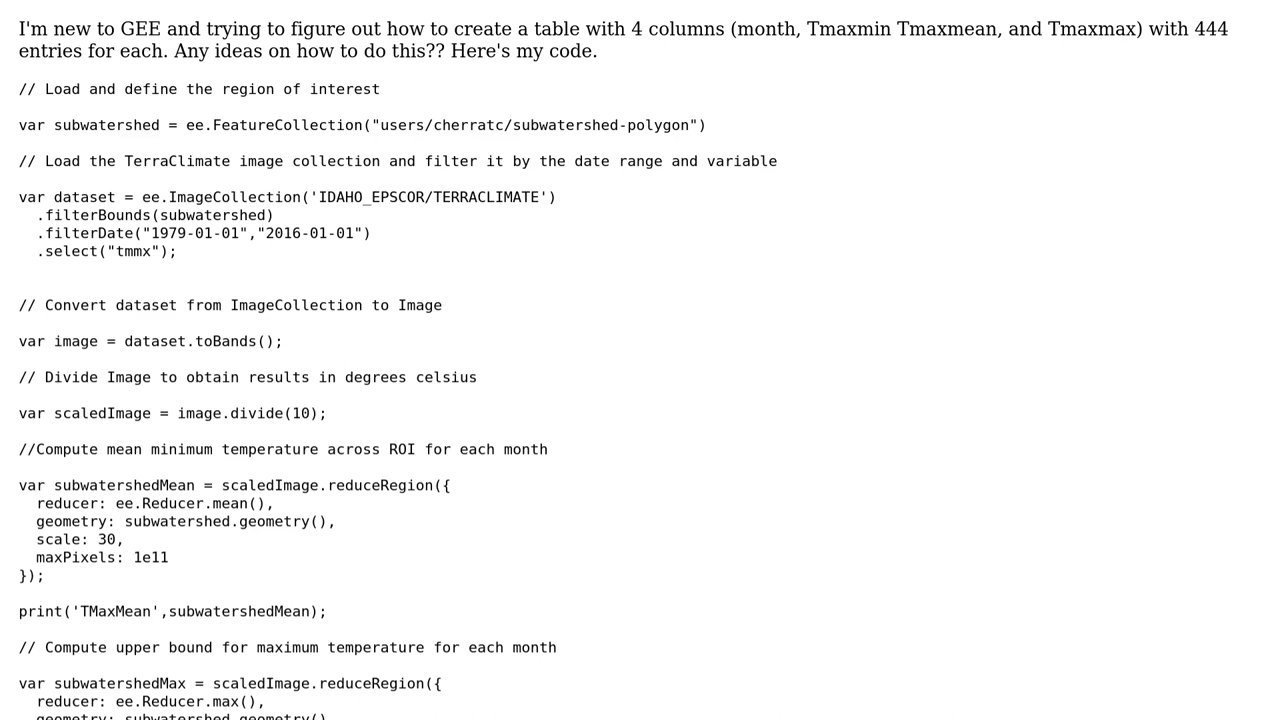 I'm new to GEE and trying to figure out how to create a table with 4 columns (month, Tmaxmin Tmaxmean, and Tmaxmax) with 444
entries for each. Any ideas on how to do this?? Here's my code.
// Load and define the region of interest
var subwatershed = ee.FeatureCollection("users/cherratc/subwatershed-polygon")
// Load the TerraClimate image collection and filter it by the date range and variable
var dataset = ee.ImageCollection('IDAHO_EPSCOR/TERRACLIMATE')
  .filterBounds(subwatershed)
  .filterDate("1979-01-01","2016-01-01")
  .select("tmmx");
// Convert dataset from ImageCollection to Image
var image = dataset.toBands();
// Divide Image to obtain results in degrees celsius
var scaledImage = image.divide(10);
//Compute mean minimum temperature across ROI for each month
var subwatershedMean = scaledImage.reduceRegion({
  reducer: ee.Reducer.mean(),
  geometry: subwatershed.geometry(),
  scale: 30,
  maxPixels: 1e11
});
print('TMaxMean',subwatershedMean);
// Compute upper bound for maximum temperature for each month
var subwatershedMax = scaledImage.reduceRegion({
  reducer: ee.Reducer.max(),
  geometry: subwatershed.geometry(),